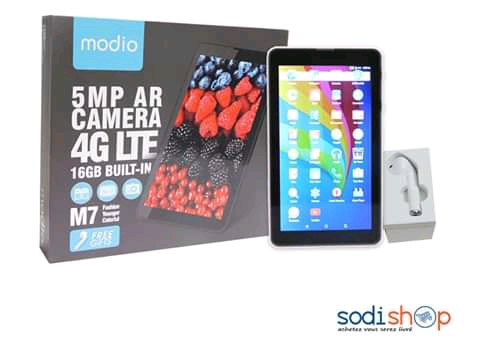 modio
5MP AR
CAMERA
4G LTE
16GB BUILT-IN
M7
Fashion
Younger
Colorful
FREE
GIFTS
sodishop
achetez vous serez livré